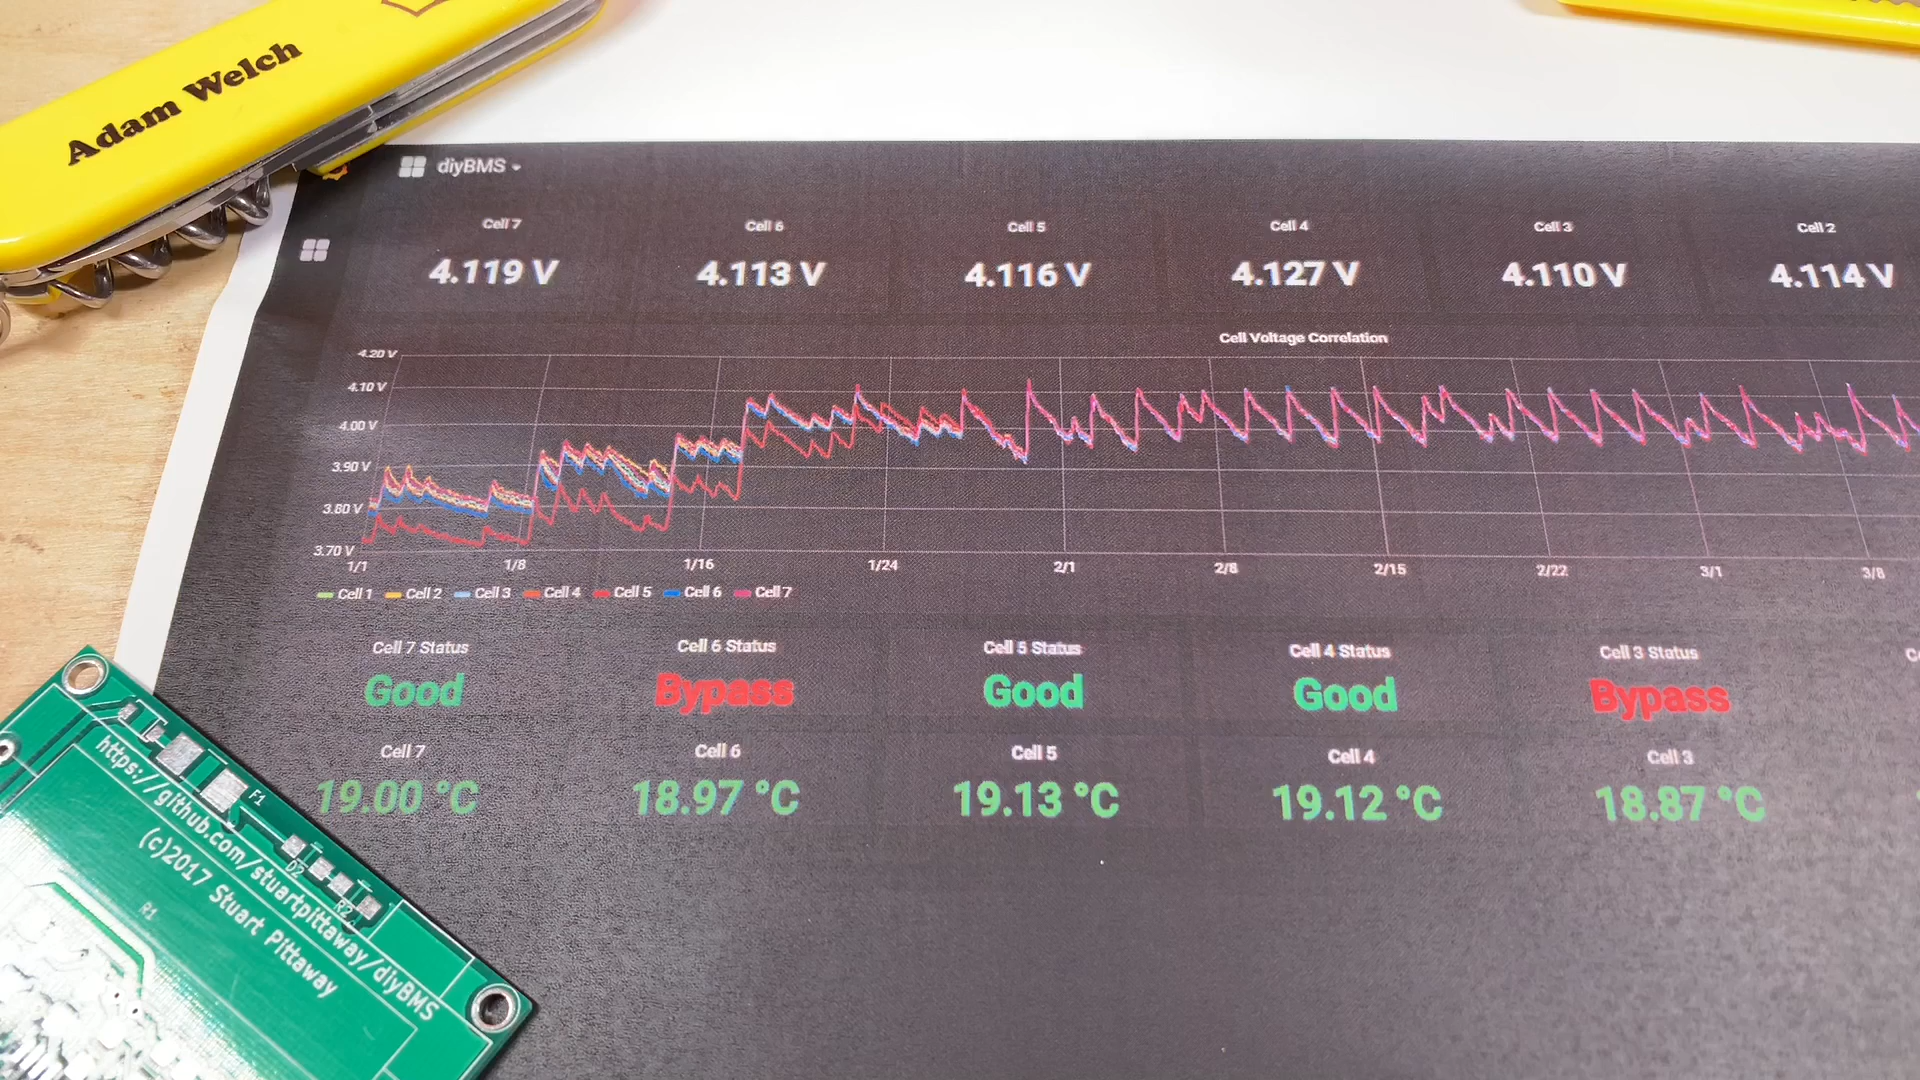 Adam Welch
diyBMS
Cell 7
Cell 6
Cell 5
Cell 4
Cell 3
Cell 2
4.119 V
4.113 V
4.116 V
4.127 V
4.110 V
4.114 V
Cell Voltage Correlation
4.20 V
4.10 V
4.00 V
3.90 V
3.80 V
3.70 V
1/1
1/8
1/16
1/24
2/1
2/8
2/15
2/22
3/1
3/8
Cell 1
Cell 2
Cell 3
Cell 4
Cell 5
Cell 6
Cell 7
Cell 7 Status
Cell 6 Status
Cell 5 Status
Cell 4 Status
Cell 3 Status
Good
Bypass
Good
Good
Bypass
Cell 7
Cell 6
Cell 5
Cell 4
Cell 3
19.00 °C
18.97 °C
19.13 °C
19.12 °C
18.87 °C
https://github.com/stuartpittaway/diyBMS
(c)2017 Stuart Pittaway
F1
D2
R2
R1